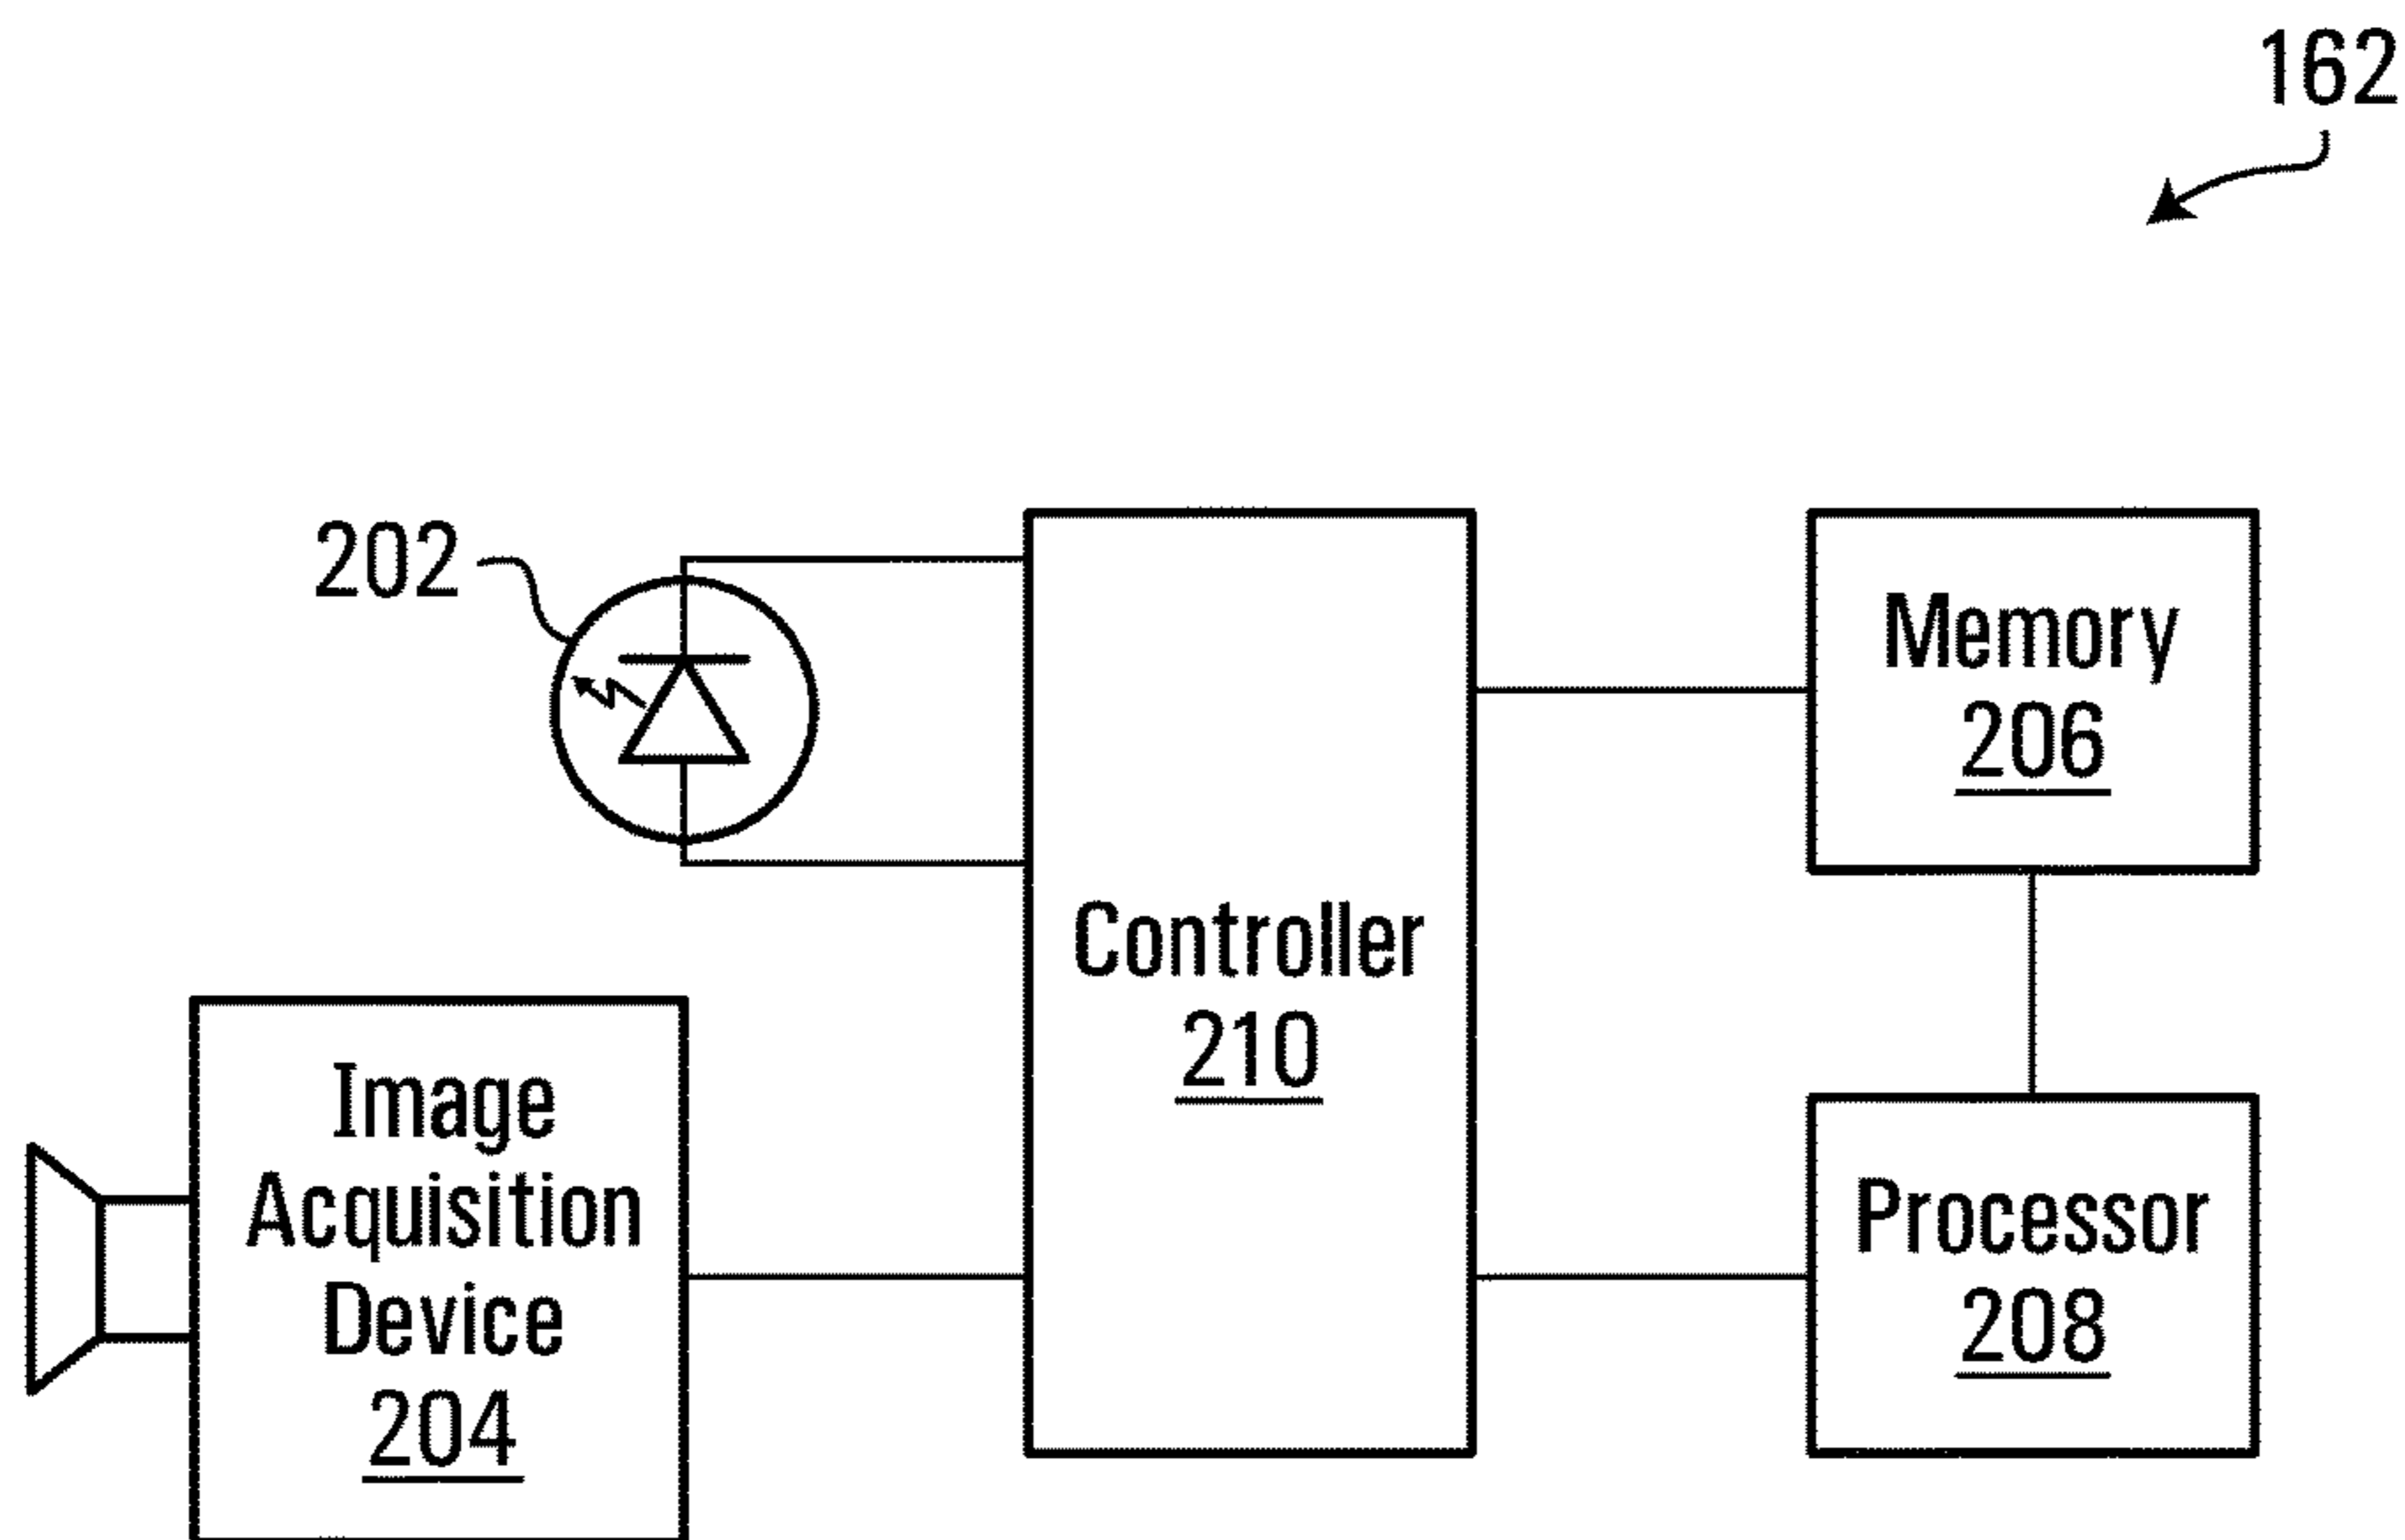 162
202
Memory
206
Controller
210
Image
Acquisition
Device
204
Processor
208